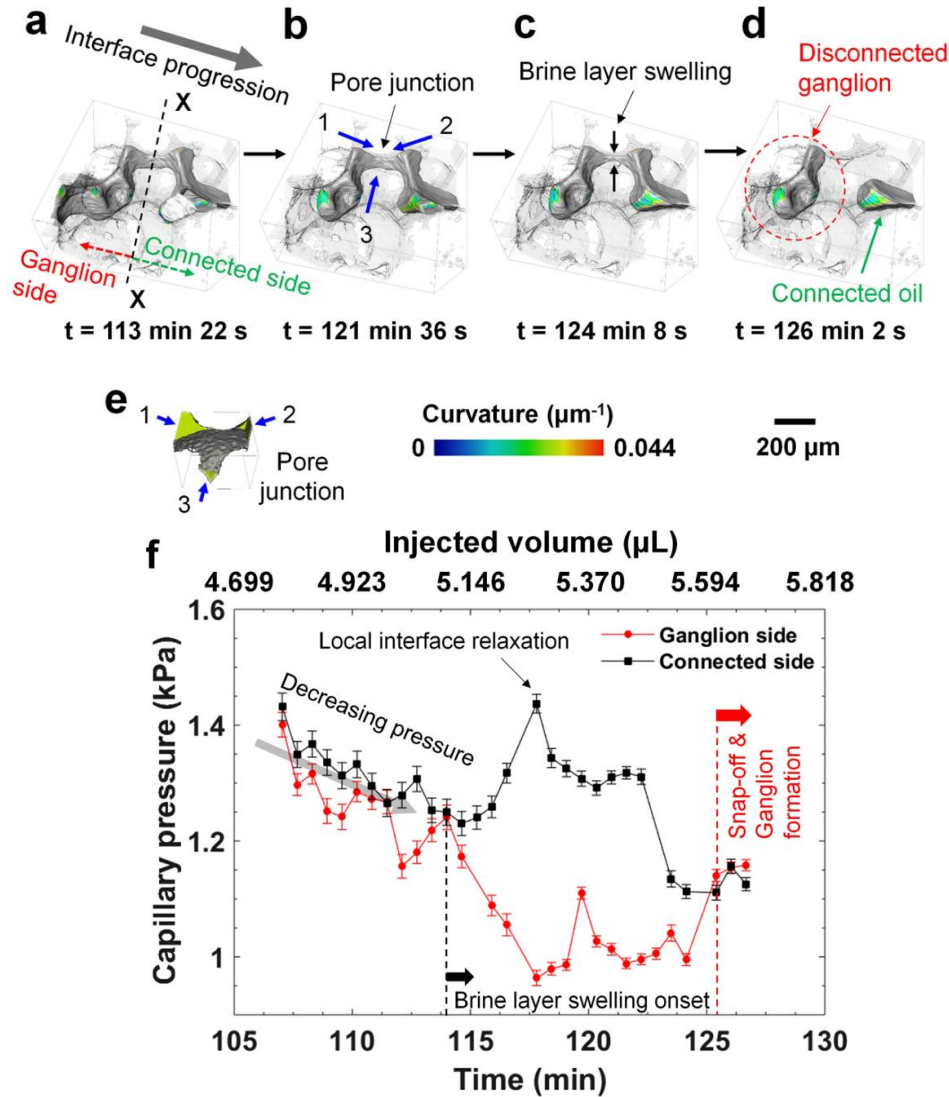 a
Interface progression
X
Ganglion
side
Connected side
X
t = 113 min 22 s
b
Pore junction
1
2
3
t = 121 min 36 s
c
Brine layer swelling
t = 124 min 8 s
d
Disconnected
ganglion
Connected oil
t = 126 min 2 s
e
1
2
3
Pore
junction
Curvature (µm⁻¹)
0
0.044
200 µm
f
Injected volume (µL)
4.699 4.923 5.146 5.370 5.594 5.818
Capillary pressure (kPa)
1.6
1.4
1.2
1
0.8
Local interface relaxation
Ganglion side
Connected side
Decreasing pressure
Snap-off &
Ganglion
formation
Brine layer swelling onset
105 110 115 120 125 130
Time (min)